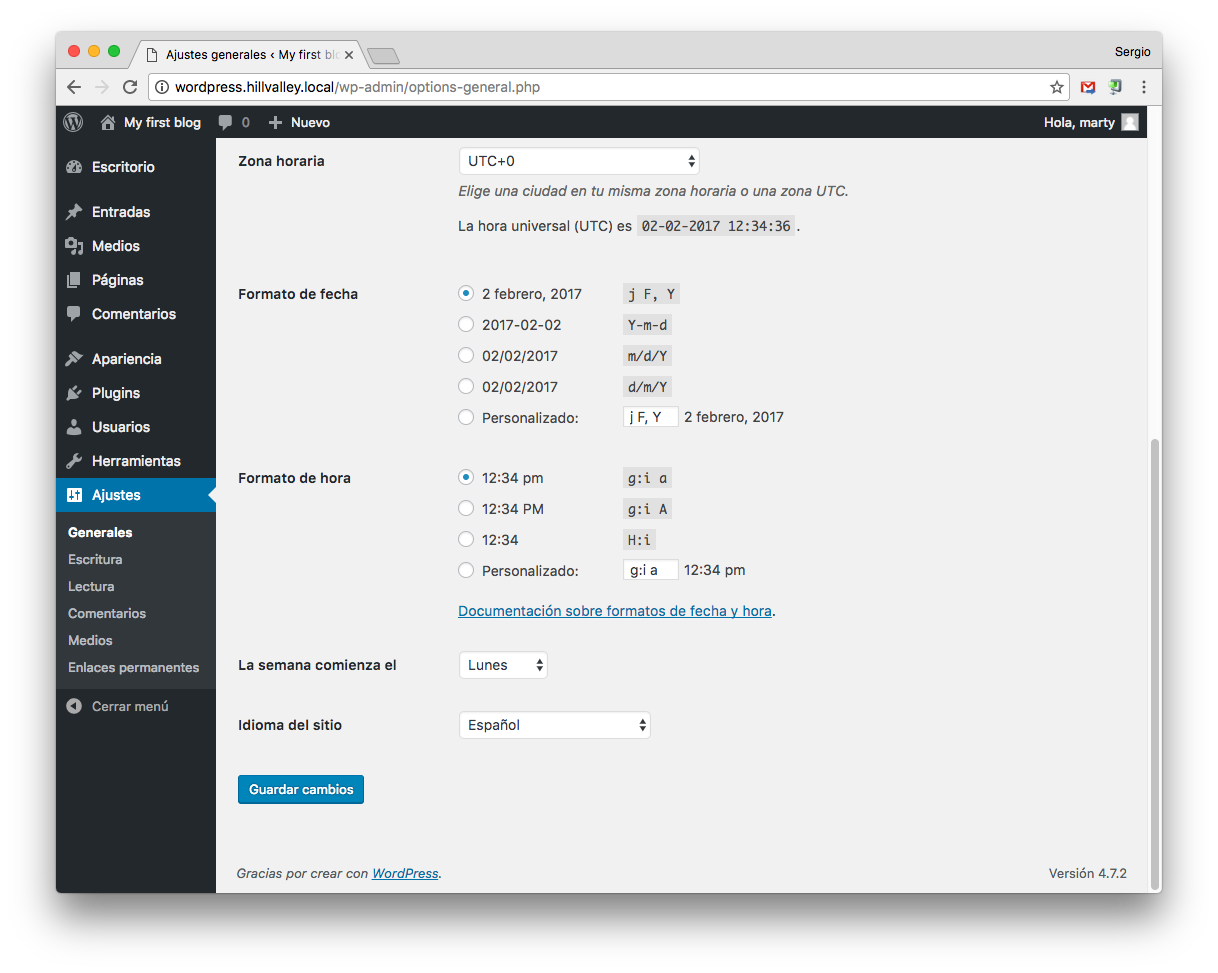 Ajustes generales ‹ My first bl
Sergio
wordpress.hillvalley.local/wp-admin/options-general.php
My first blog 0 Nuevo Hola, marty
Escritorio
Entradas
Medios
Páginas
Comentarios
Apariencia
Plugins
Usuarios
Herramientas
Ajustes
Generales
Escritura
Lectura
Comentarios
Medios
Enlaces permanentes
Cerrar menú
Zona horaria UTC+0
Elige una ciudad en tu misma zona horaria o una zona UTC.
La hora universal (UTC) es 02-02-2017 12:34:36 .
Formato de fecha 2 febrero, 2017 j F, Y
2017-02-02 Y-m-d
02/02/2017 m/d/Y
02/02/2017 d/m/Y
Personalizado: j F, Y 2 febrero, 2017
Formato de hora 12:34 pm g:i a
12:34 PM g:i A
12:34 H:i
Personalizado: g:i a 12:34 pm
Documentación sobre formatos de fecha y hora.
La semana comienza el Lunes
Idioma del sitio Español
Guardar cambios
Gracias por crear con WordPress. Versión 4.7.2